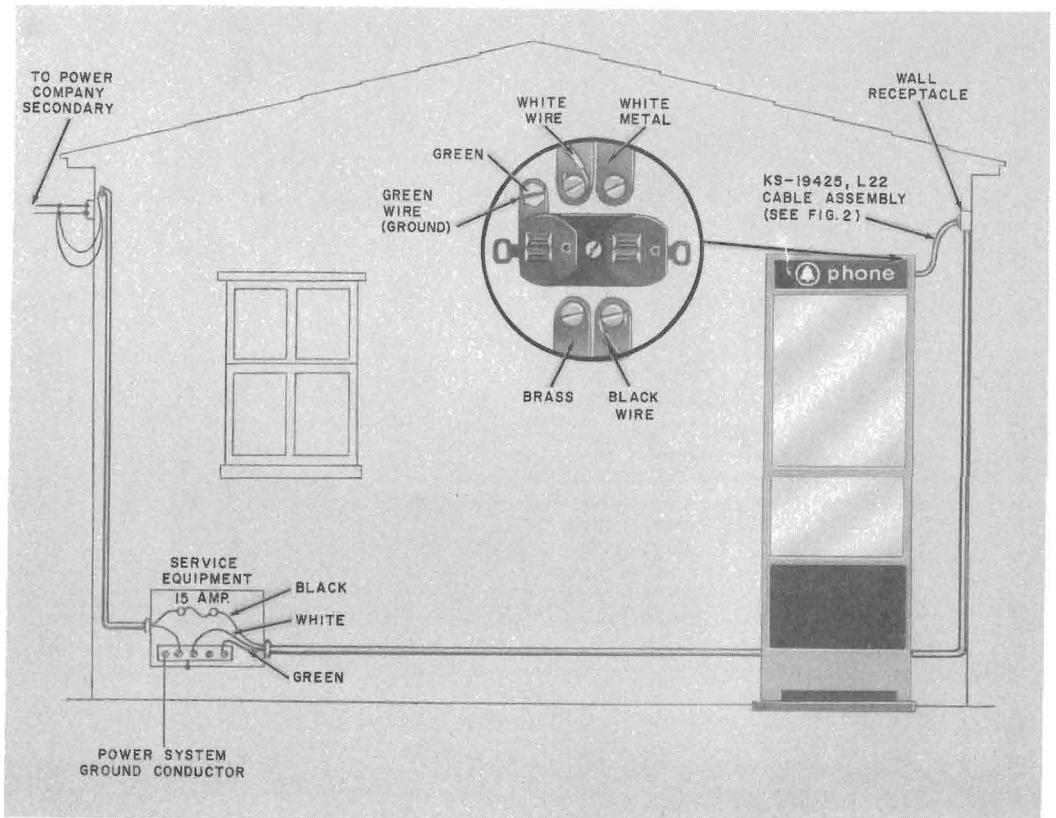 TO POWER
COMPANY
SECONDARY
WHITE
WIRE
WHITE
METAL
WALL
RECEPTACLE
GREEN
GREEN
WIRE
(GROUND)
KS-19425, L22
CABLE ASSEMBLY
(SEE FIG. 2)
phone
BRASS
BLACK
WIRE
SERVICE
EQUIPMENT
15 AMP.
BLACK
WHITE
GREEN
POWER SYSTEM
GROUND CONDUCTOR